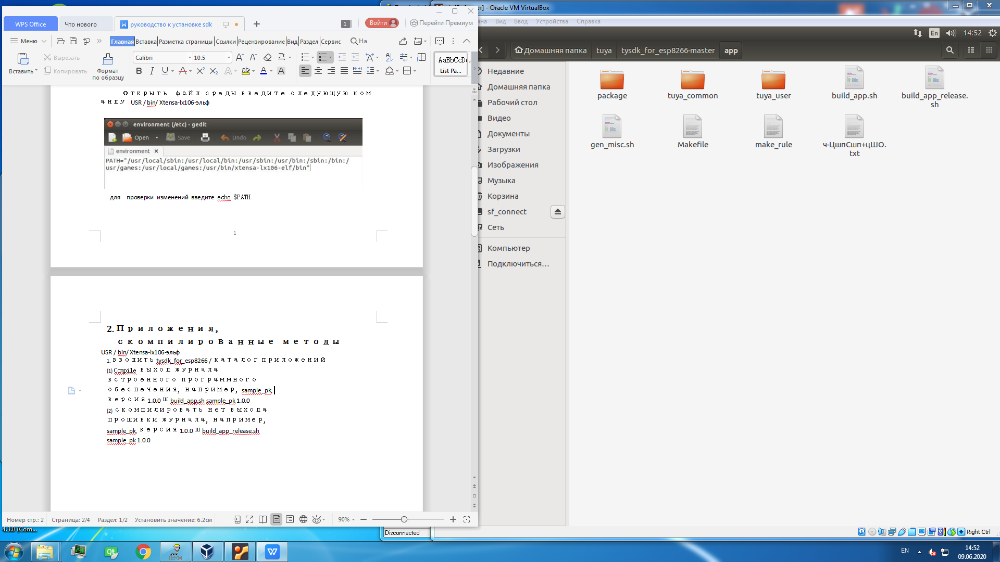 WPS Office
Что нового
руководство к установке sdk
1
Войти
Перейти Премиум
Меню
Главная
Вставка
Разметка страницы
Ссылки
Рецензирование
Вид
Раздел
Сервис
На
Вставить
Вырезать
Копировать
Формат
по образцу
Calibri
10.5
AaBbCcD
List Pa...
Открыть файл среды введите следующую ком
анду USR / bin/ Xtensa-lx106-эльф
environment (/etc) - gedit
Open
Save
Undo
environment
PATH="/usr/local/sbin:/usr/local/bin:/usr/sbin:/usr/bin:/sbin:/bin:/
usr/games:/usr/local/games:/usr/bin/xtensa-lx106-elf/bin"
для проверки изменений введите echo $PATH
1
2. Приложения,
скомпилированные методы
USR / bin/ Xtensa-lx106-эльф
1. вводить tysdk_for_esp8266 / каталог приложений
(1) Compile выход журнала
встроенного программного
обеспечения, например, sample_pk,
версия 1.0.0 ш build_app.sh sample_pk 1.0.0
(2) скомпилировать нет выхода
прошивки журнала, например,
sample_pk, версия 1.0.0 ш build_app_release.sh
sample_pk 1.0.0
Номер стр.: 2
Страница: 2/4
Раздел: 1/2
Установить значение: 6.2см
90%
4.3.0 (Com...
Disconnected
- Oracle VM VirtualBox
Вид
Ввод
Устройства
Справка
En
14:52
Домашняя папка
tuya
tysdk_for_esp8266-master
app
Недавние
Домашняя папка
Рабочий стол
Видео
Документы
Загрузки
Изображения
Музыка
Корзина
sf_connect
Сеть
Компьютер
Подключиться...
package
tuya_common
tuya_user
build_app.sh
build_app_release.
sh
gen_misc.sh
Makefile
make_rule
ч-ЦшпСшп+цШО.
txt
Right Ctrl
TERM
EN
14:52
09.06.2020